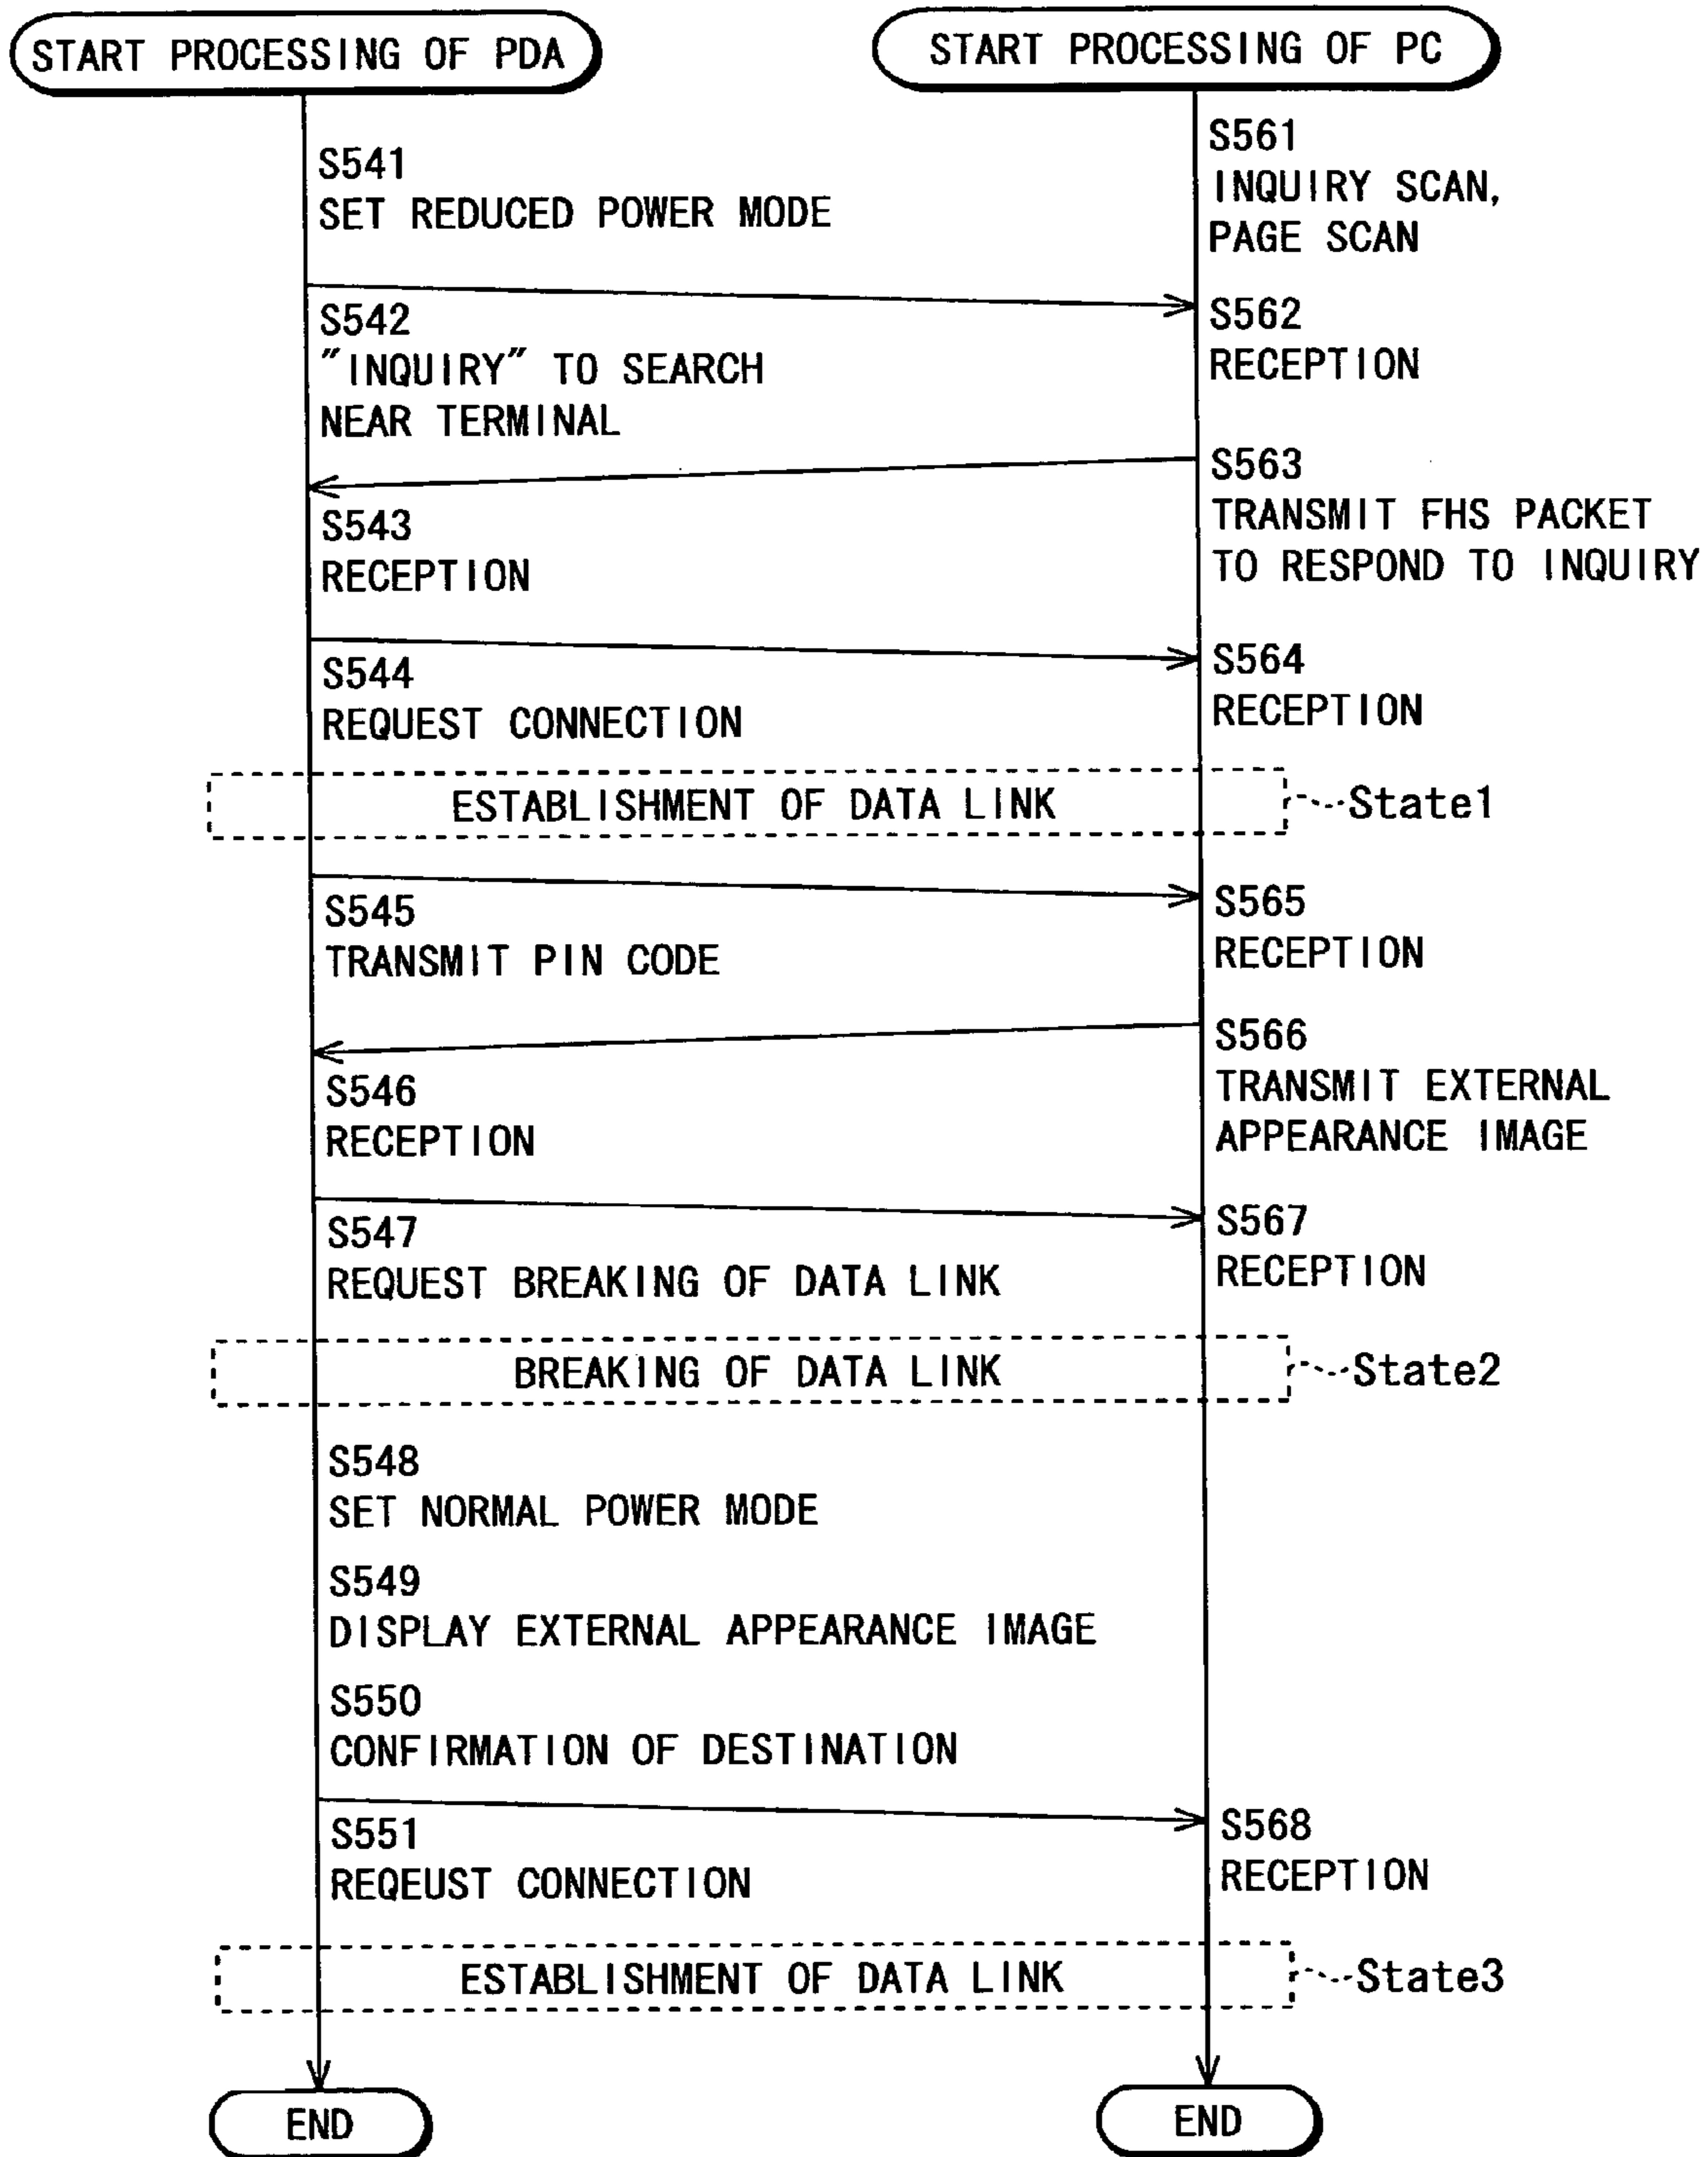 START PROCESSING OF PDA
START PROCESSING OF PC
S541
SET REDUCED POWER MODE
S561
INQUIRY SCAN,
PAGE SCAN
S542
"INQUIRY" TO SEARCH
NEAR TERMINAL
S562
RECEPTION
S543
RECEPTION
S563
TRANSMIT FHS PACKET
TO RESPOND TO INQUIRY
S544
REQUEST CONNECTION
S564
RECEPTION
ESTABLISHMENT OF DATA LINK
State1
S545
TRANSMIT PIN CODE
S565
RECEPTION
S546
RECEPTION
S566
TRANSMIT EXTERNAL
APPEARANCE IMAGE
S547
REQUEST BREAKING OF DATA LINK
S567
RECEPTION
BREAKING OF DATA LINK
State2
S548
SET NORMAL POWER MODE
S549
DISPLAY EXTERNAL APPEARANCE IMAGE
S550
CONFIRMATION OF DESTINATION
S551
REQEUST CONNECTION
S568
RECEPTION
ESTABLISHMENT OF DATA LINK
State3
END
END